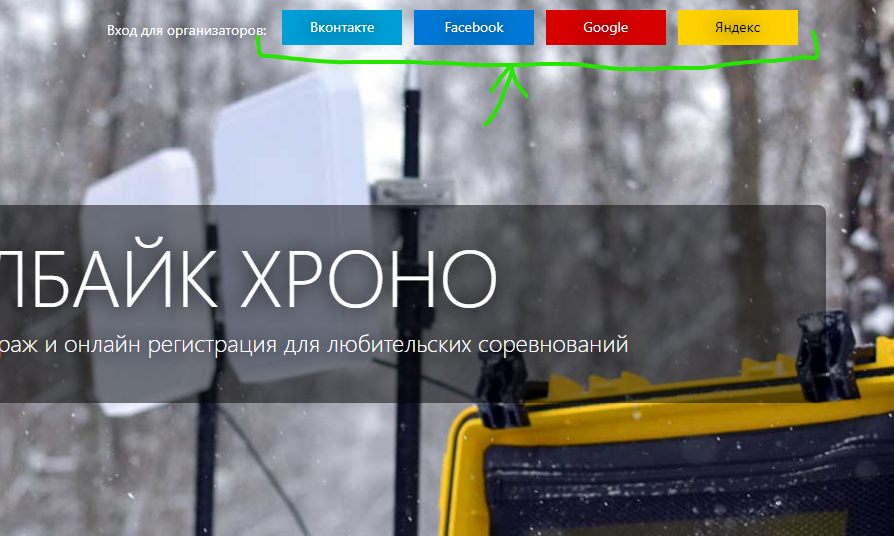 Вход для организаторов: Вконтакте Facebook Google Яндекс
ЛБАЙК ХРОНО
раж и онлайн регистрация для любительских соревнований